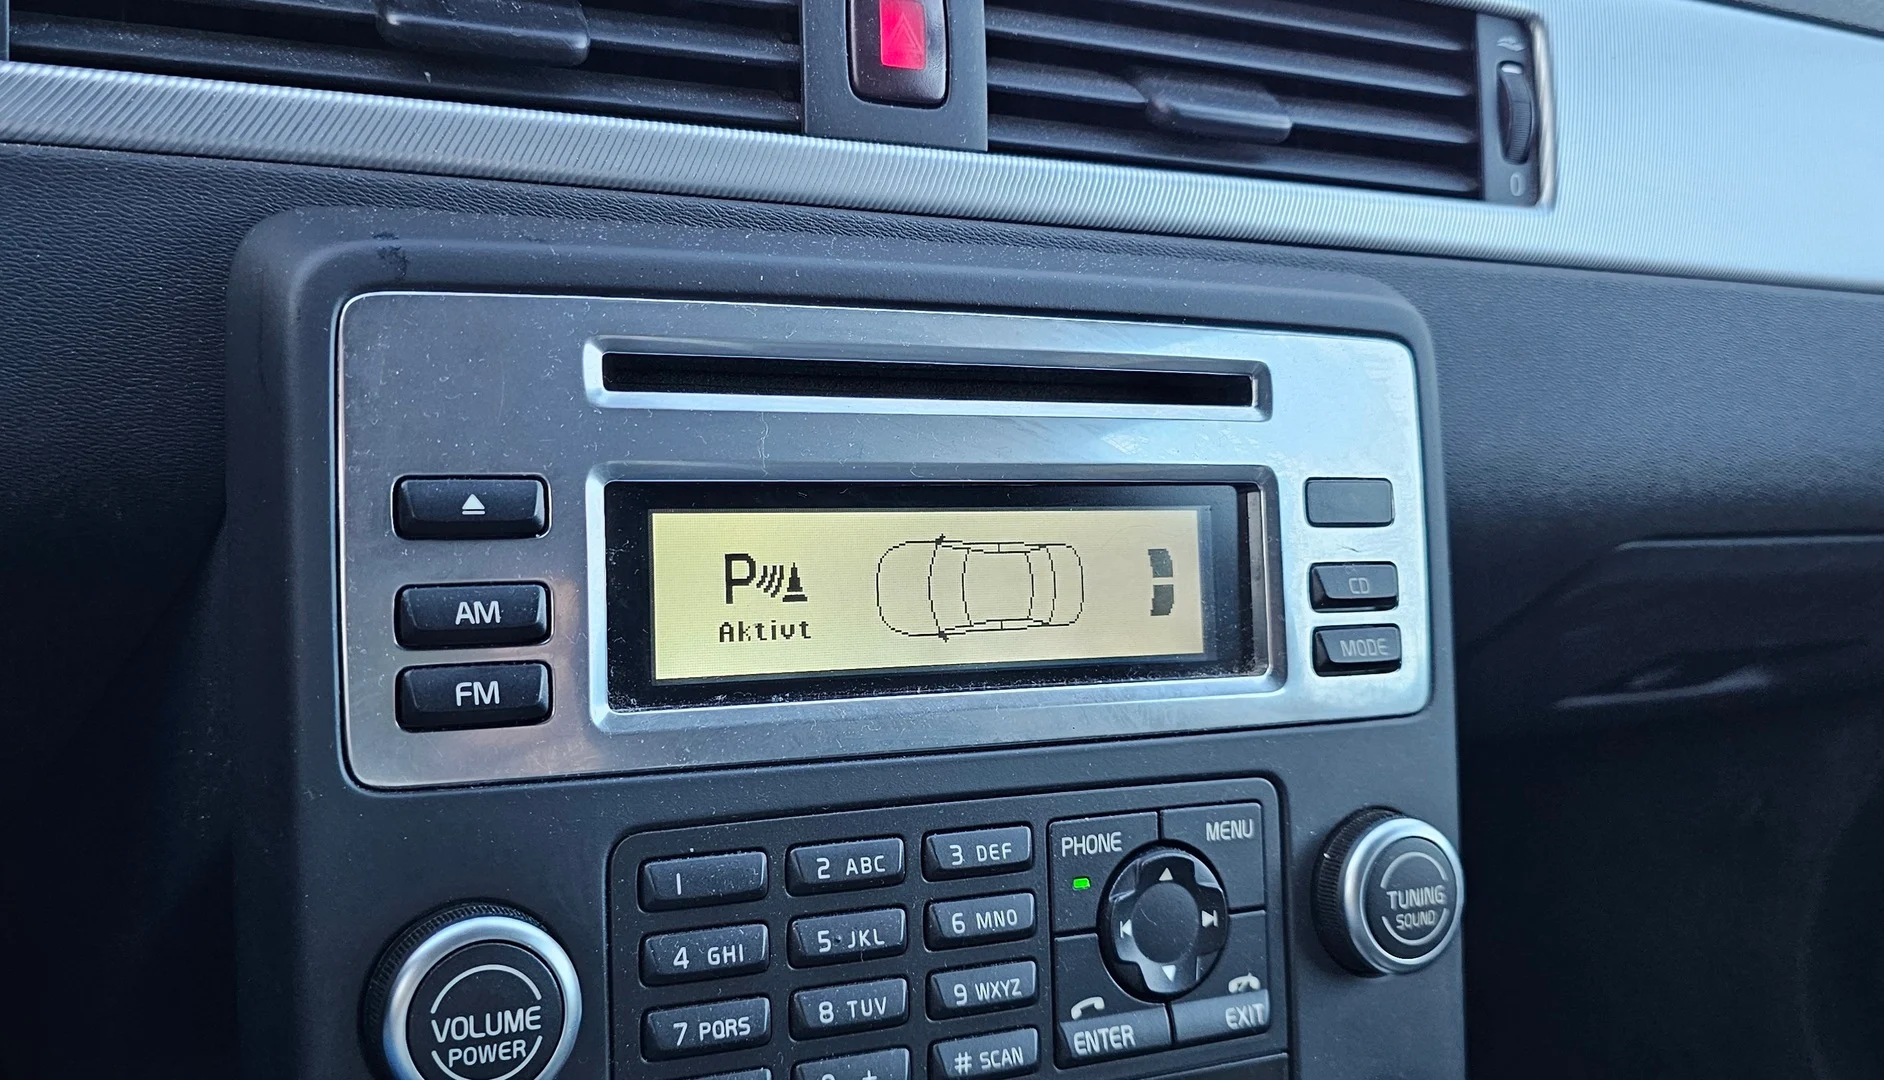 AM
FM
P
Aktivt
CD
MODE
1
2 ABC
3 DEF
PHONE
MENU
4 GHI
5 JKL
6 MNO
7 PQRS
8 TUV
9 WXYZ
# SCAN
ENTER
EXIT
VOLUME
POWER
TUNING
SOUND
0